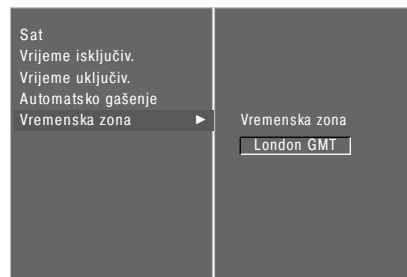 Sat
Vrijeme isključiv.
Vrijeme uključiv.
Automatsko gašenje
Vremenska zona ►
Vremenska zona
London GMT